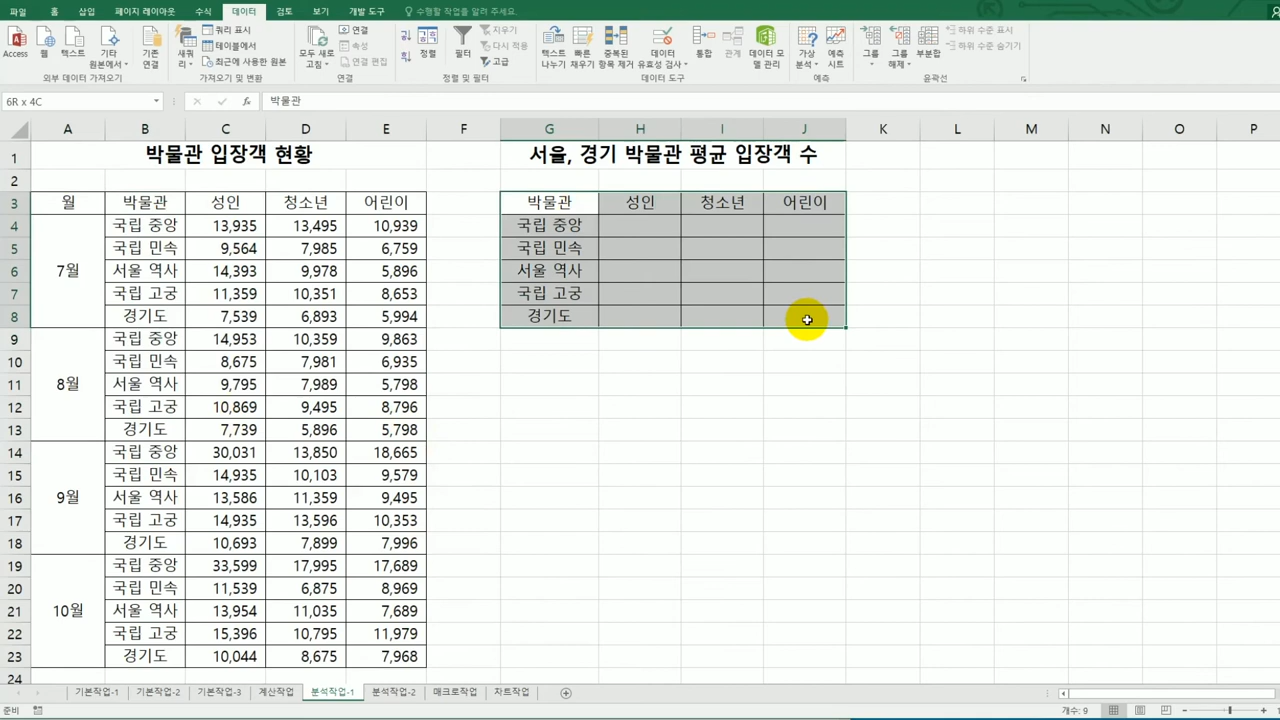 파일 홈 삽입 페이지 레이아웃 수식 데이터 검토 보기 개발 도구 수행할 작업을 알려 주세요.
Access 웹 텍스트 기타 원본에서 기존 연결 새 쿼리 쿼리 표시 테이블에서 최근에 사용한 원본 모두 새로 고침 연결 속성 연결 편집 정렬 필터 지우기 다시 적용 고급 텍스트 나누기 빠른 채우기 중복된 항목 제거 데이터 유효성 검사 통합 관계 데이터 모델 관리 가상 분석 예측 시트 그룹 그룹 해제 부분합 하위 수준 표시 하위 수준 숨기기
외부 데이터 가져오기 가져오기 및 변환 연결 정렬 및 필터 데이터 도구 예측 윤곽선
6R x 4C fx 박물관
A B C D E F G H I J K L M N O P
1 박물관 입장객 현황 서울, 경기 박물관 평균 입장객 수
2
3 월 박물관 성인 청소년 어린이 박물관 성인 청소년 어린이
4 국립 중앙 13,935 13,495 10,939 국립 중앙
5 국립 민속 9,564 7,985 6,759 국립 민속
6 7월 서울 역사 14,393 9,978 5,896 서울 역사
7 국립 고궁 11,359 10,351 8,653 국립 고궁
8 경기도 7,539 6,893 5,994 경기도
9 국립 중앙 14,953 10,359 9,863
10 국립 민속 8,675 7,981 6,935
11 8월 서울 역사 9,795 7,989 5,798
12 국립 고궁 10,869 9,495 8,796
13 경기도 7,739 5,896 5,798
14 국립 중앙 30,031 13,850 18,665
15 국립 민속 14,935 10,103 9,579
16 9월 서울 역사 13,586 11,359 9,495
17 국립 고궁 14,935 13,596 10,353
18 경기도 10,693 7,899 7,996
19 국립 중앙 33,599 17,995 17,689
20 국립 민속 11,539 6,875 8,969
21 10월 서울 역사 13,954 11,035 7,689
22 국립 고궁 15,396 10,795 11,979
23 경기도 10,044 8,675 7,968
24
기본작업-1 기본작업-2 기본작업-3 계산작업 분석작업-1 분석작업-2 매크로작업 차트작업
준비 개수: 9